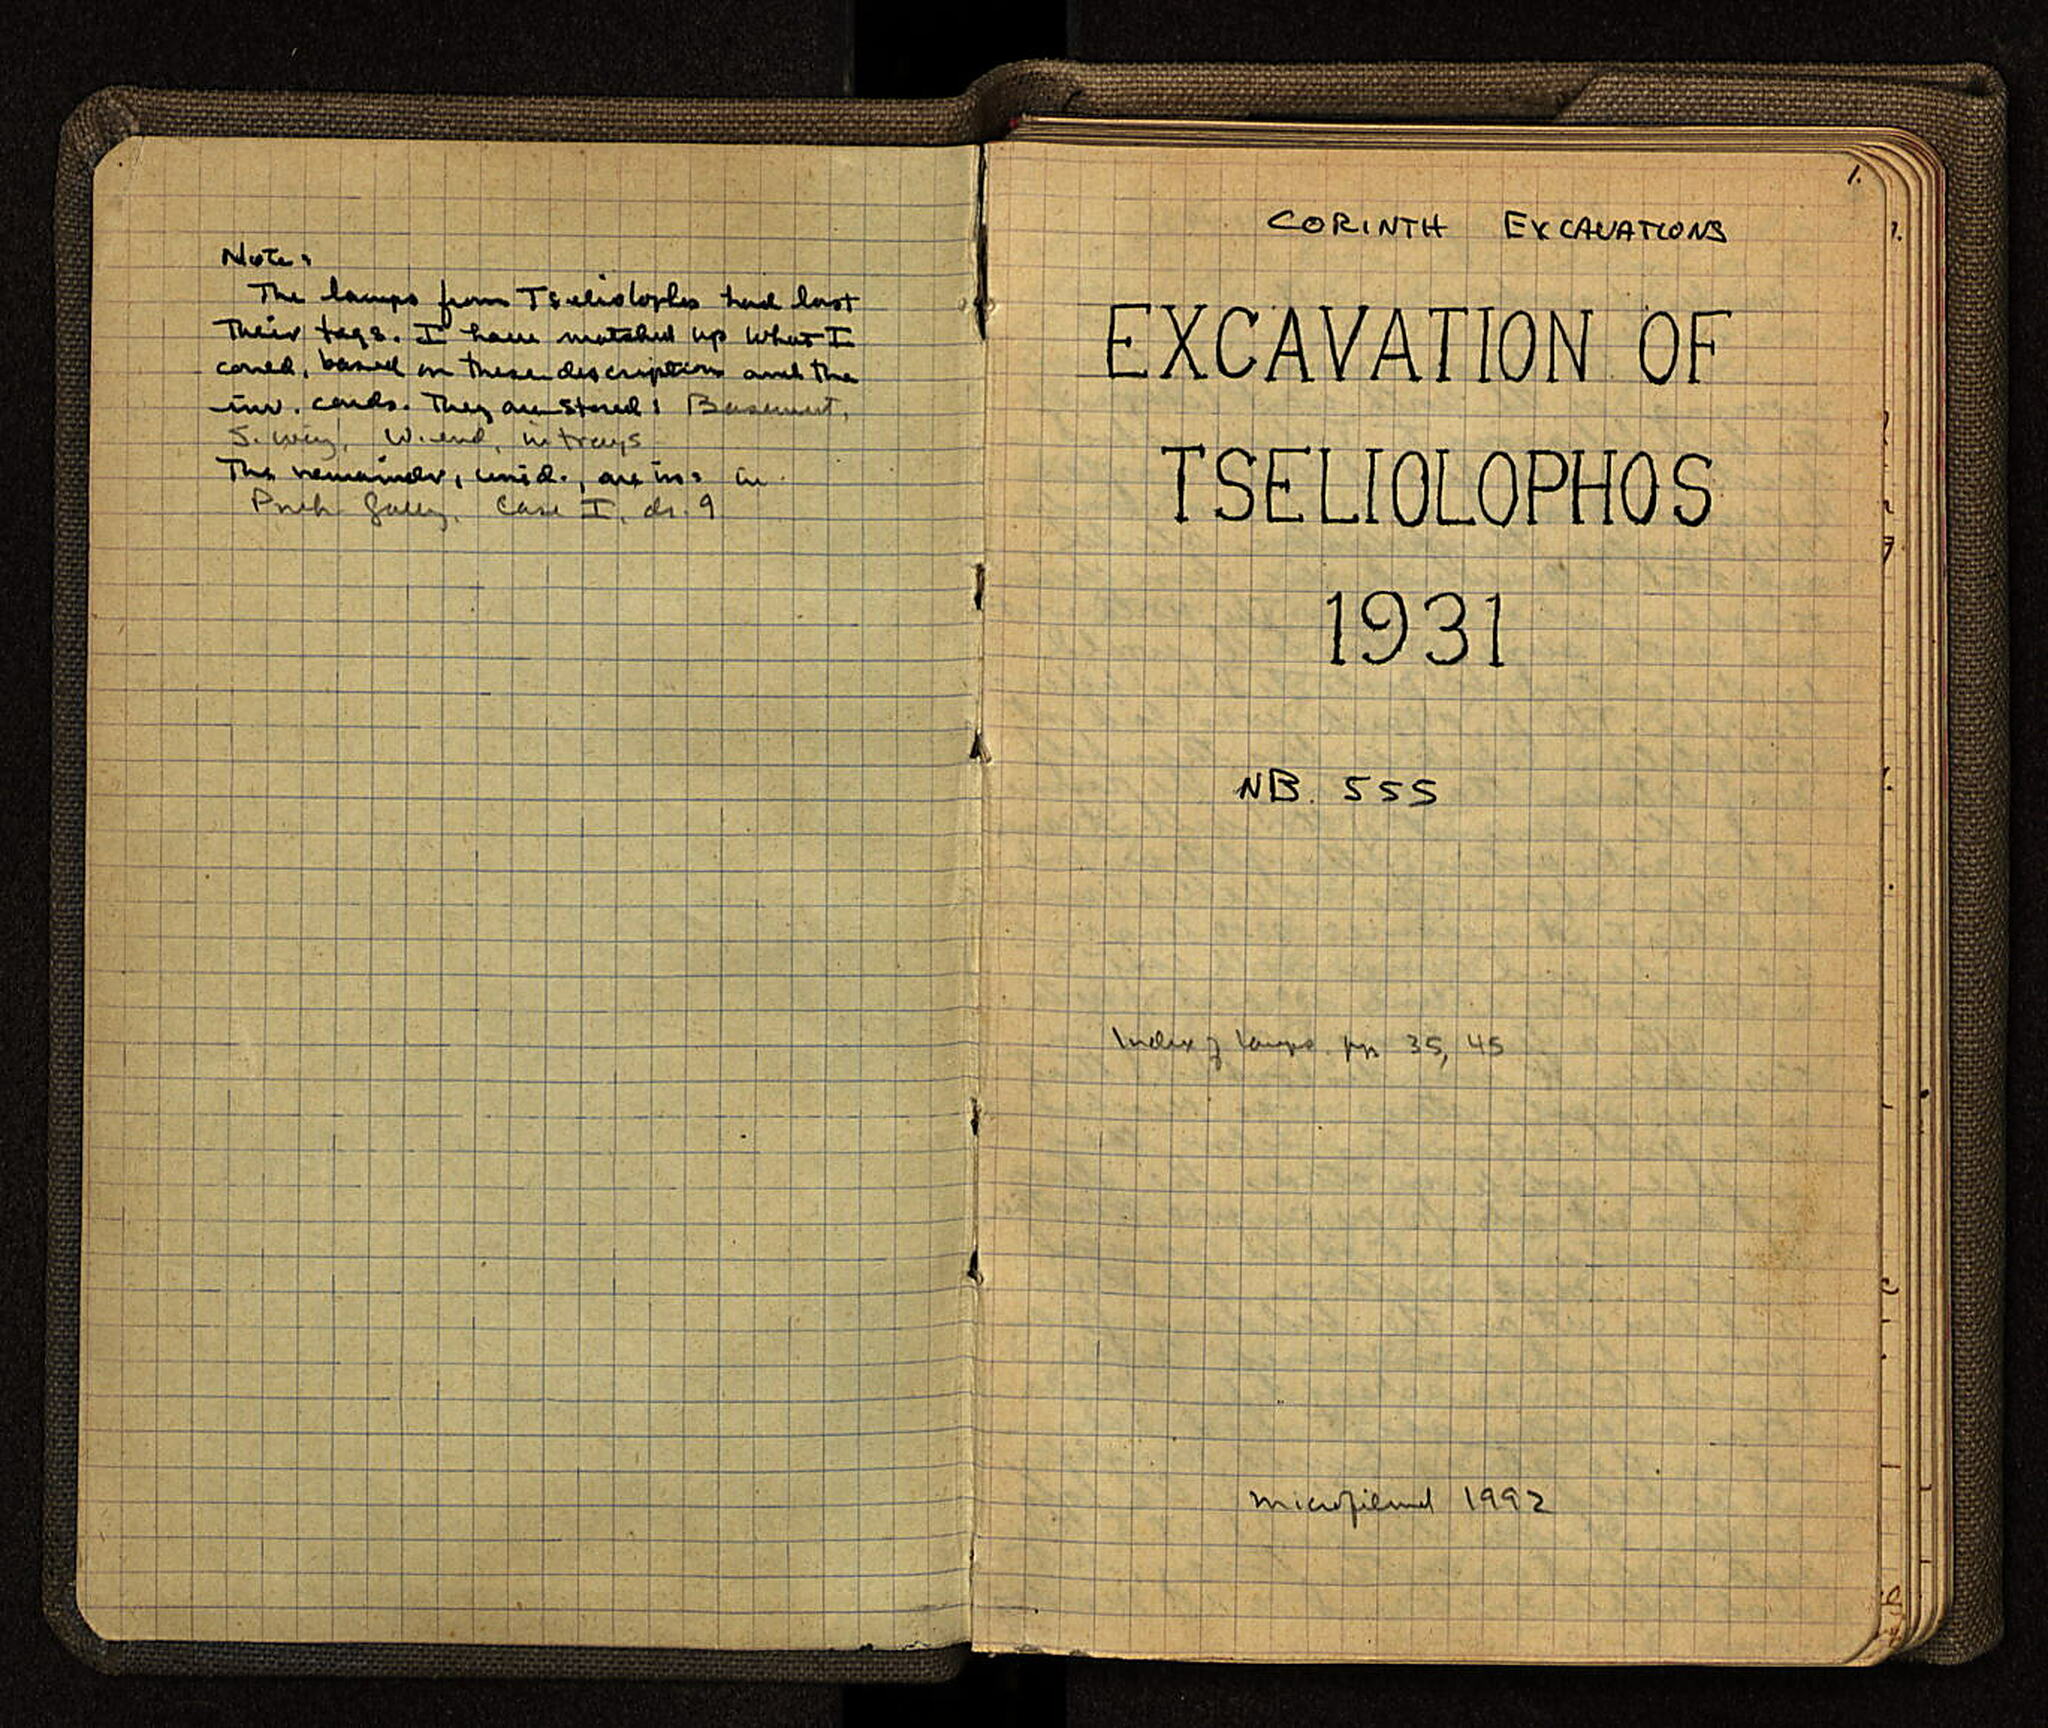 Note:
The lamps from Tseliolophos had lost
their tags. I have matched up what I
could, based on these descriptions and the
inv. cards. They are stored: Basement,
S. wing, W. end, in trays
The remainder, unid., are in: in
Case I, dr. 9
1.
CORINTH EXCAVATIONS
EXCAVATION OF
TSELIOLOPHOS
1931
NB. 555
Index of lamps pp 35, 45
microfilmed 1992